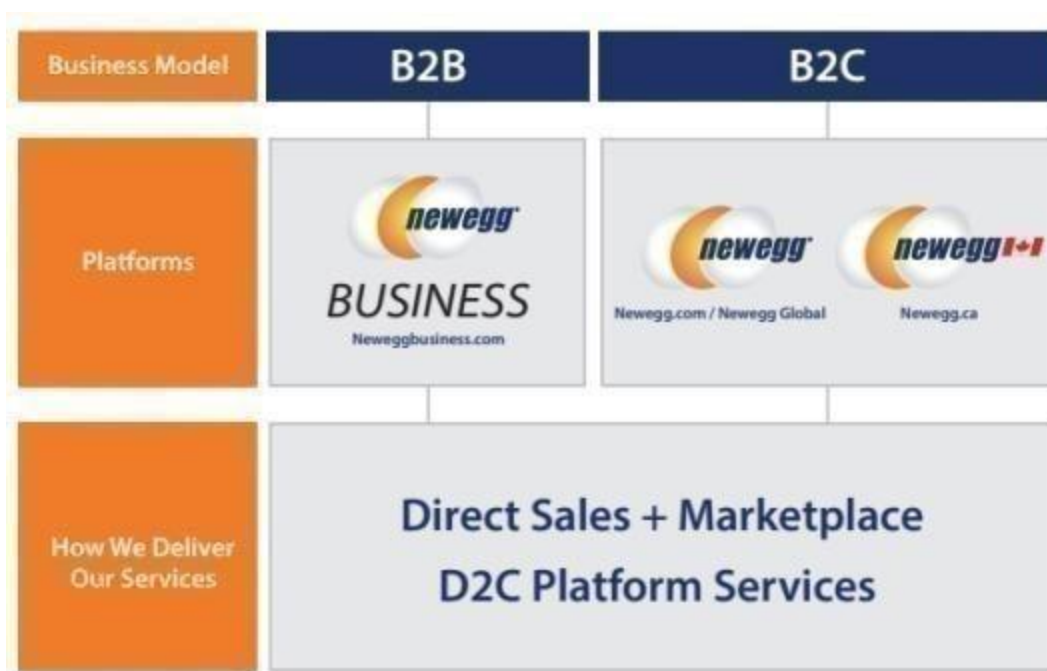 Business Model
B2B
B2C
Platforms
newegg
BUSINESS
Neweggbusiness.com
newegg
Newegg.com / Newegg Global
newegg
Newegg.ca
How We Deliver
Our Services
Direct Sales + Marketplace
D2C Platform Services